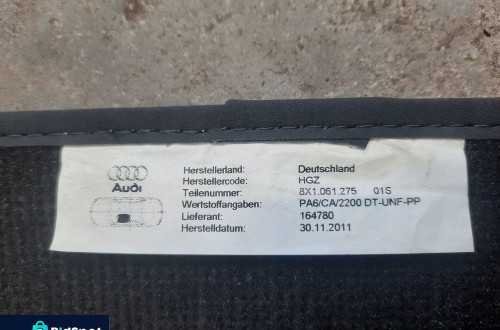 Audi
Herstellerland: Deutschland
Herstellercode: HGZ
Teilenummer: 8X1.061.275 01S
Wertstoffangaben: PA6/CA/2200 DT-UNF-PP
Lieferant: 164780
Herstelldatum: 30.11.2011
BidSpot